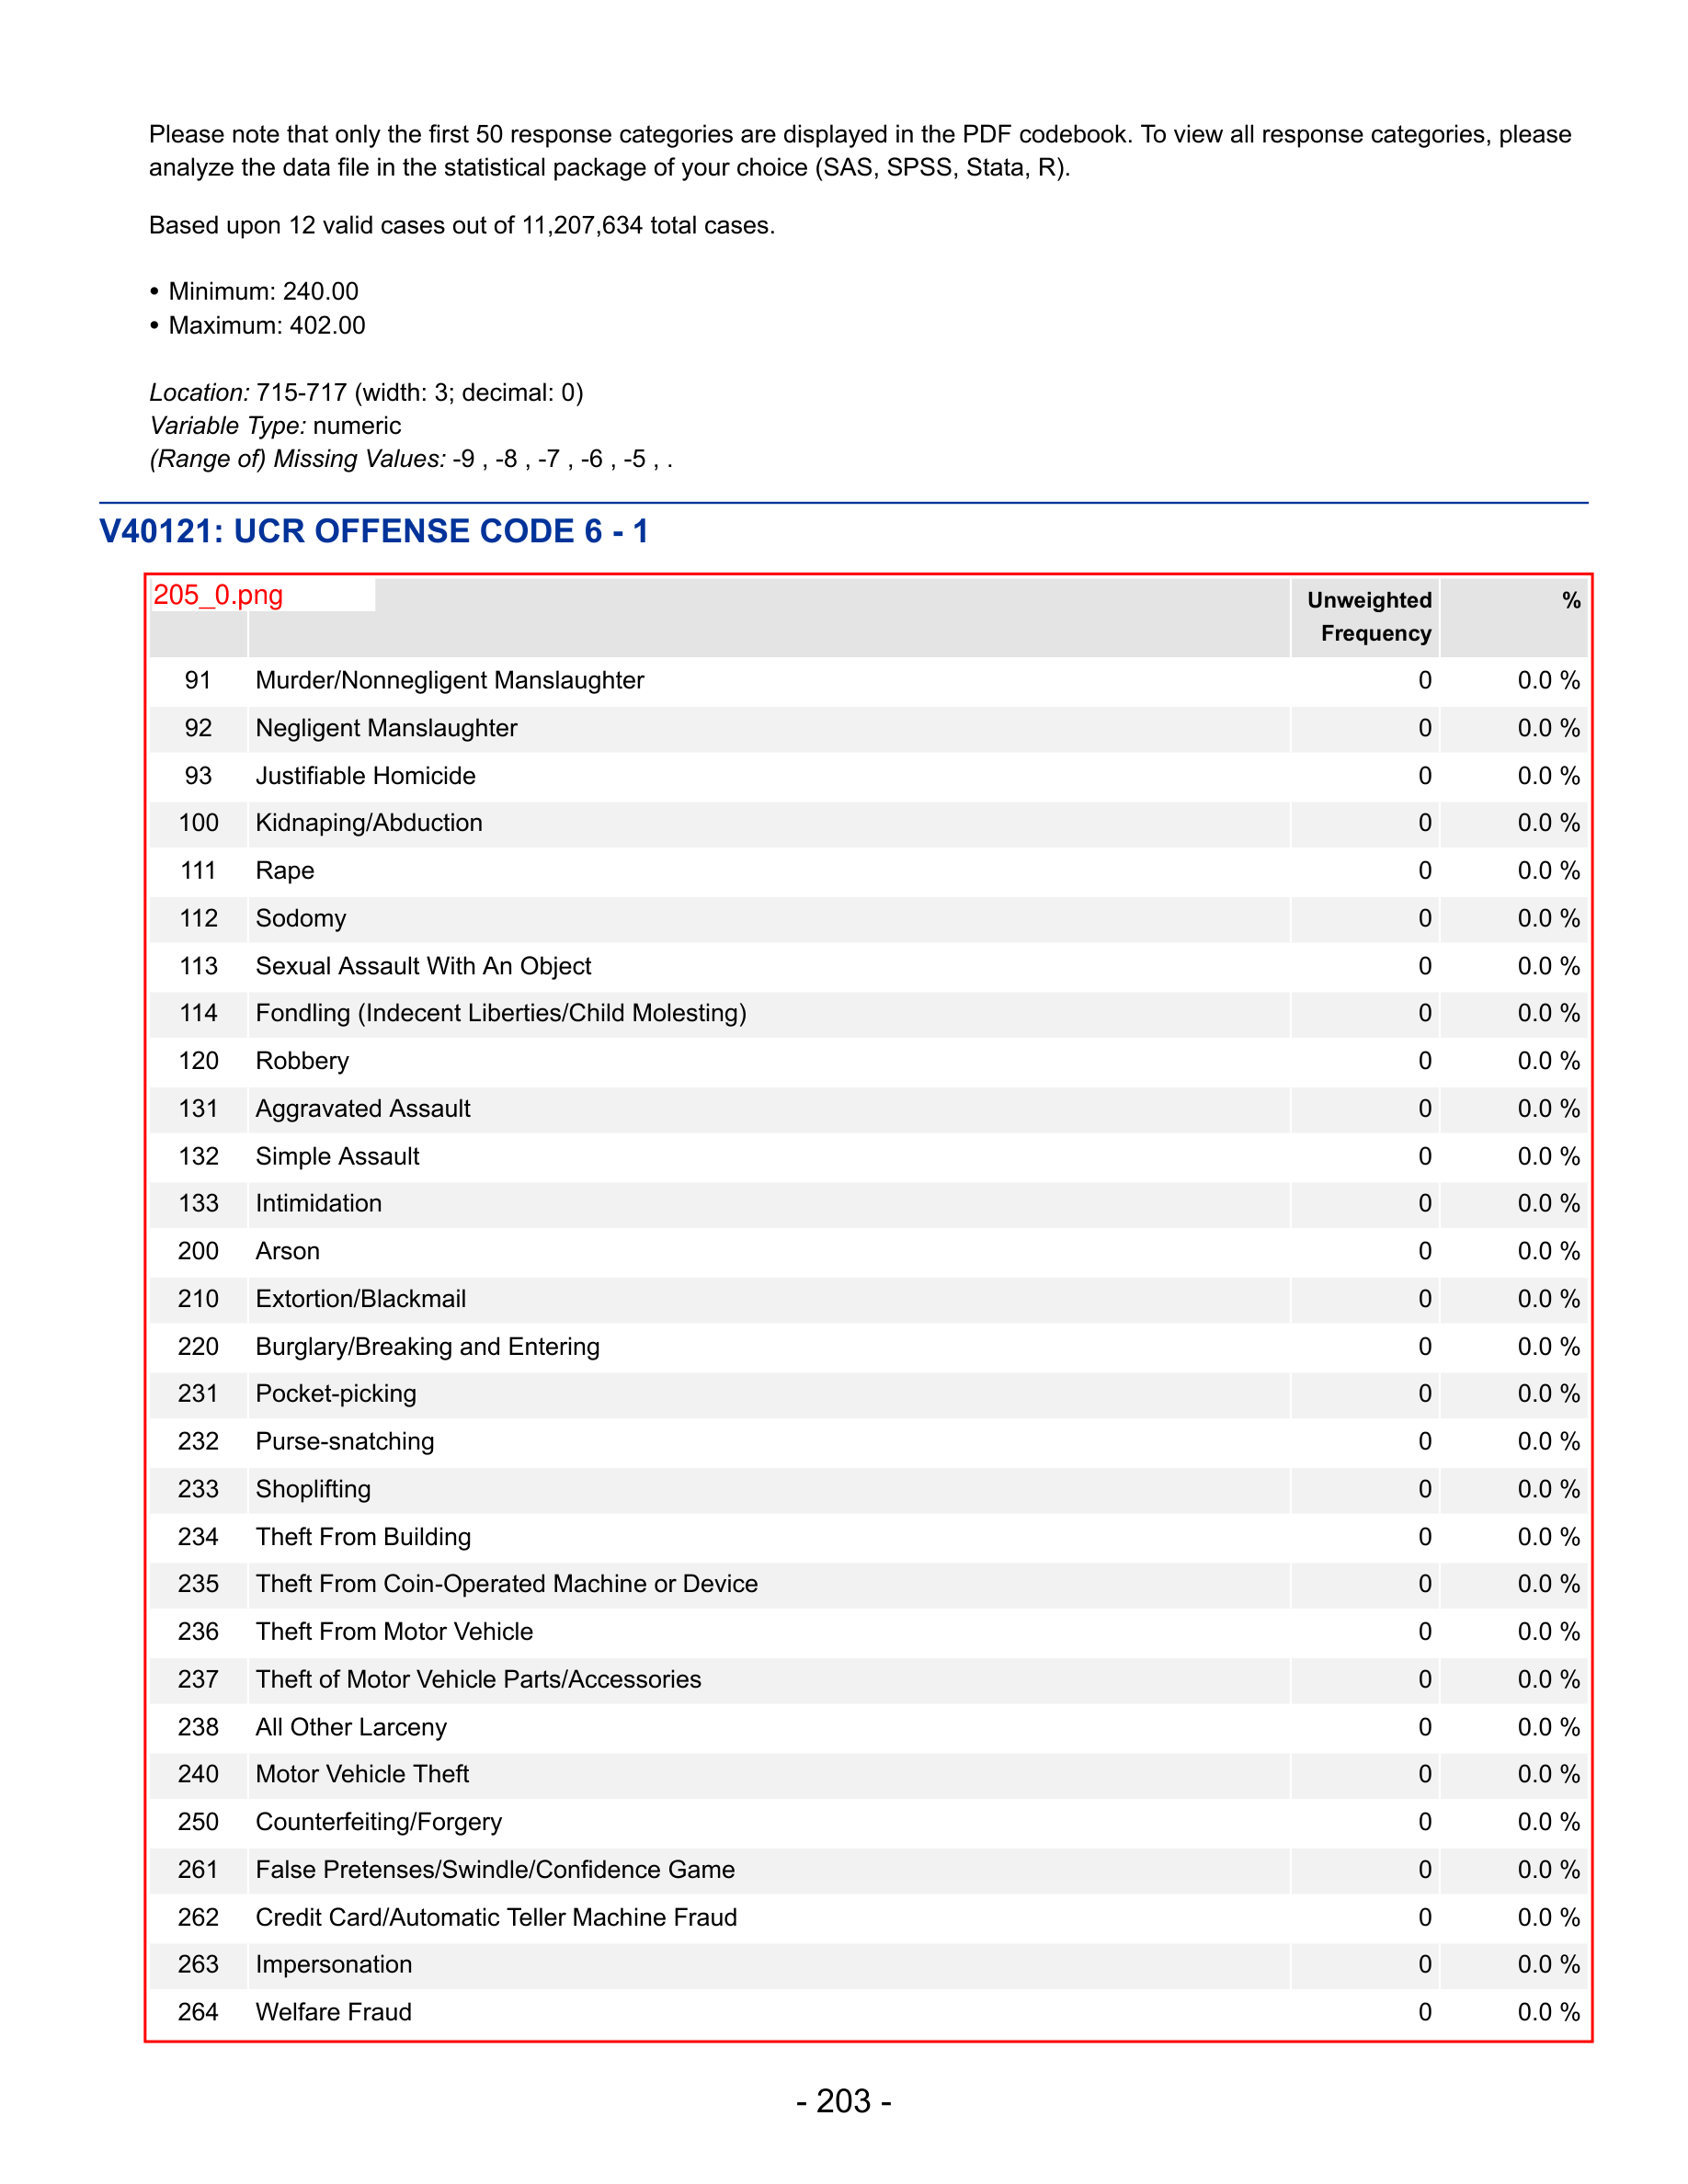 Please note that only the first 50 response categories are displayed in the PDF codebook. To view all response categories, please
analyze the data file in the statistical package of your choice (SAS, SPSS, Stata, R).
Based upon 12 valid cases out of 11,207,634 total cases.
• Minimum: 240.00
• Maximum: 402.00
Location: 715-717 (width: 3; decimal: 0)
Variable Type: numeric
(Range of) Missing Values: -9 , -8 , -7 , -6 , -5 , .
V40121: UCR OFFENSE CODE 6 - 1
205_0.png
Unweighted Frequency %
91 Murder/Nonnegligent Manslaughter 0 0.0 %
92 Negligent Manslaughter 0 0.0 %
93 Justifiable Homicide 0 0.0 %
100 Kidnaping/Abduction 0 0.0 %
111 Rape 0 0.0 %
112 Sodomy 0 0.0 %
113 Sexual Assault With An Object 0 0.0 %
114 Fondling (Indecent Liberties/Child Molesting) 0 0.0 %
120 Robbery 0 0.0 %
131 Aggravated Assault 0 0.0 %
132 Simple Assault 0 0.0 %
133 Intimidation 0 0.0 %
200 Arson 0 0.0 %
210 Extortion/Blackmail 0 0.0 %
220 Burglary/Breaking and Entering 0 0.0 %
231 Pocket-picking 0 0.0 %
232 Purse-snatching 0 0.0 %
233 Shoplifting 0 0.0 %
234 Theft From Building 0 0.0 %
235 Theft From Coin-Operated Machine or Device 0 0.0 %
236 Theft From Motor Vehicle 0 0.0 %
237 Theft of Motor Vehicle Parts/Accessories 0 0.0 %
238 All Other Larceny 0 0.0 %
240 Motor Vehicle Theft 0 0.0 %
250 Counterfeiting/Forgery 0 0.0 %
261 False Pretenses/Swindle/Confidence Game 0 0.0 %
262 Credit Card/Automatic Teller Machine Fraud 0 0.0 %
263 Impersonation 0 0.0 %
264 Welfare Fraud 0 0.0 %
- 203 -